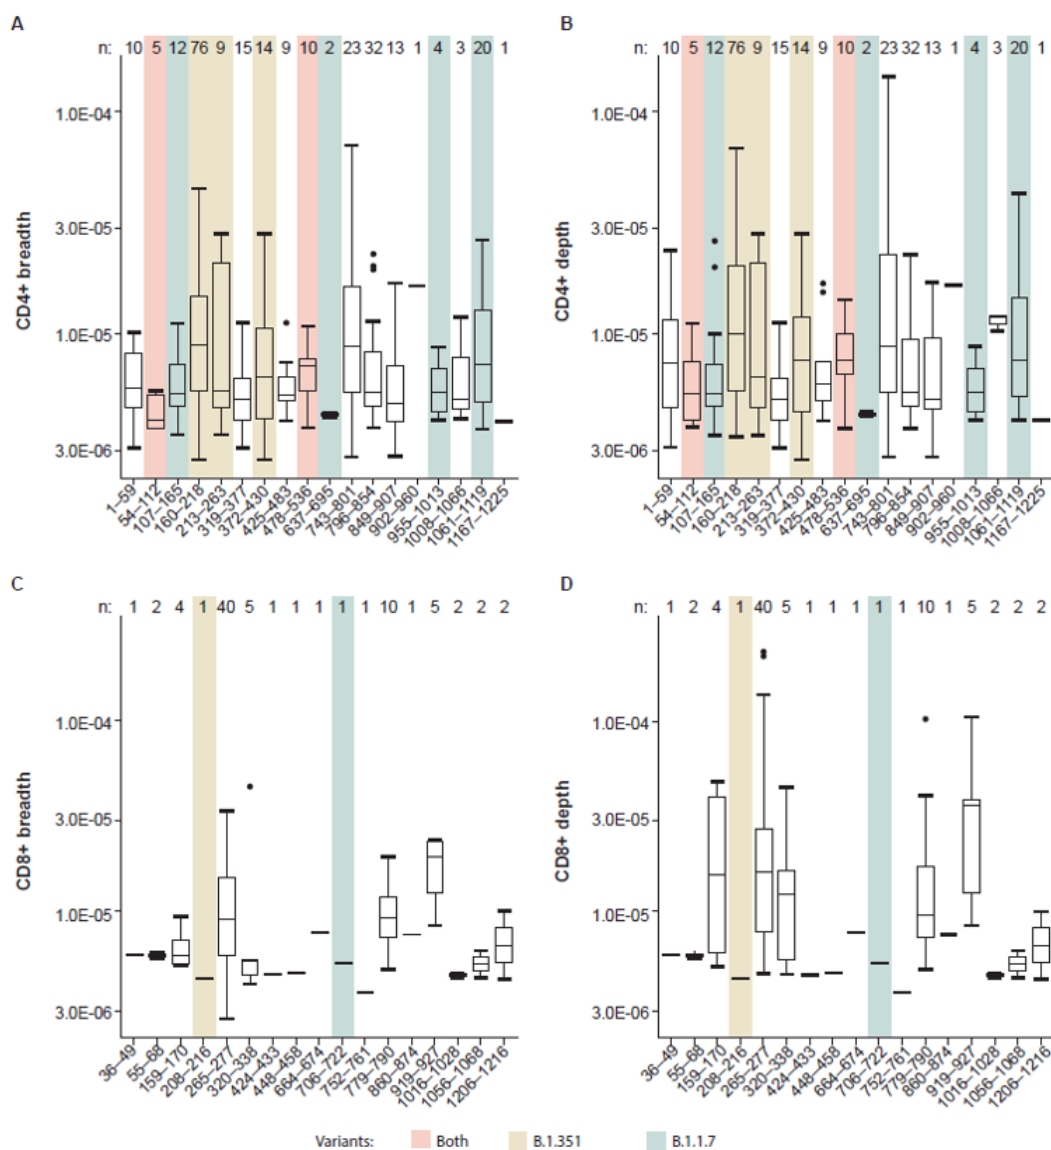 A
n: 10 5 12 76 9 15 14 9 10 2 23 32 13 1 4 3 20 1
1.0E-04
3.0E-05
1.0E-05
3.0E-06
CD4+ breadth
1–59 54–112 107–165 160–218 213–263 319–377 372–430 425–483 478–536 637–695 743–801 796–854 849–907 902–960 955–1013 1008–1066 1061–1119 1167–1225
B
n: 10 5 12 76 9 15 14 9 10 2 23 32 13 1 4 3 20 1
1.0E-04
3.0E-05
1.0E-05
3.0E-06
CD4+ depth
1–59 54–112 107–165 160–218 213–263 319–377 372–430 425–483 478–536 637–695 743–801 796–854 849–907 902–960 955–1013 1008–1066 1061–1119 1167–1225
C
n: 1 2 4 1 40 5 1 1 1 1 1 10 1 5 2 2 2
1.0E-04
3.0E-05
1.0E-05
3.0E-06
CD8+ breadth
36–49 55–68 159–170 208–216 265–277 320–338 424–433 448–458 664–674 706–722 752–761 779–790 860–874 919–927 1016–1028 1056–1068 1206–1216
D
n: 1 2 4 1 40 5 1 1 1 1 1 10 1 5 2 2 2
1.0E-04
3.0E-05
1.0E-05
3.0E-06
CD8+ depth
36–49 55–68 159–170 208–216 265–277 320–338 424–433 448–458 664–674 706–722 752–761 779–790 860–874 919–927 1016–1028 1056–1068 1206–1216
Variants: Both B.1.351 B.1.1.7